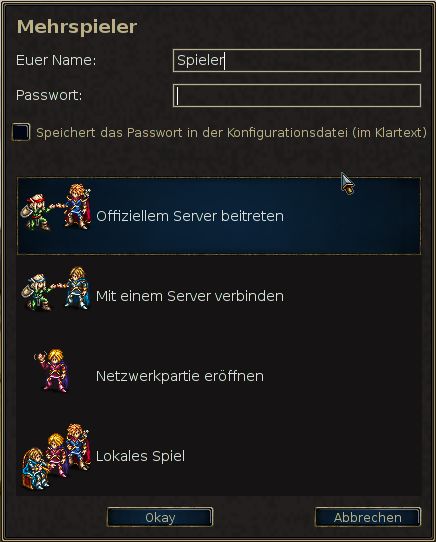 Mehrspieler
Euer Name:
Spieler
Passwort:
Speichert das Passwort in der Konfigurationsdatei (im Klartext)
Offiziellem Server beitreten
Mit einem Server verbinden
Netzwerkpartie eröffnen
Lokales Spiel
Okay
Abbrechen